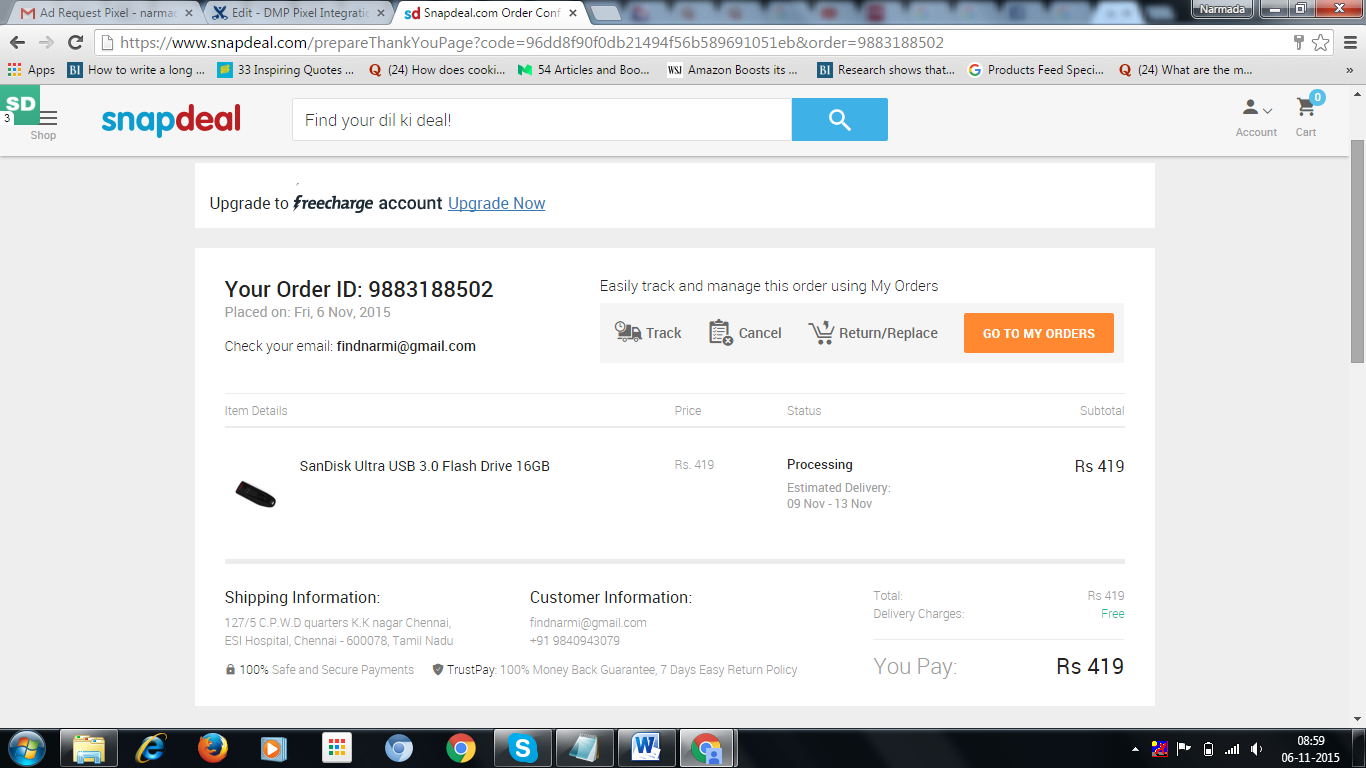 Ad Request Pixel - narmac
Edit - DMP Pixel Integratio
sd Snapdeal.com Order Conf
Narmada
https://www.snapdeal.com/prepareThankYouPage?code=96dd8f90f0db21494f56b589691051eb&order=9883188502
Apps
BI How to write a long ...
33 Inspiring Quotes ...
Q (24) How does cooki...
54 Articles and Boo...
WSJ Amazon Boosts its ...
BI Research shows that...
G Products Feed Speci...
Q (24) What are the m...
»
SD
3
Shop
snapdeal
Find your dil ki deal!
Account
0
Cart
Upgrade to freecharge account Upgrade Now
Your Order ID: 9883188502
Placed on: Fri, 6 Nov, 2015
Check your email: findnarmi@gmail.com
Easily track and manage this order using My Orders
Track Cancel Return/Replace GO TO MY ORDERS
Item Details Price Status Subtotal
SanDisk Ultra USB 3.0 Flash Drive 16GB Rs. 419 Processing Rs 419
Estimated Delivery:
09 Nov - 13 Nov
Shipping Information:
127/5 C.P.W.D quarters K.K nagar Chennai,
ESI Hospital, Chennai - 600078, Tamil Nadu
Customer Information:
findnarmi@gmail.com
+91 9840943079
Total: Rs 419
Delivery Charges: Free
You Pay: Rs 419
100% Safe and Secure Payments
TrustPay: 100% Money Back Guarantee, 7 Days Easy Return Policy
08:59
06-11-2015